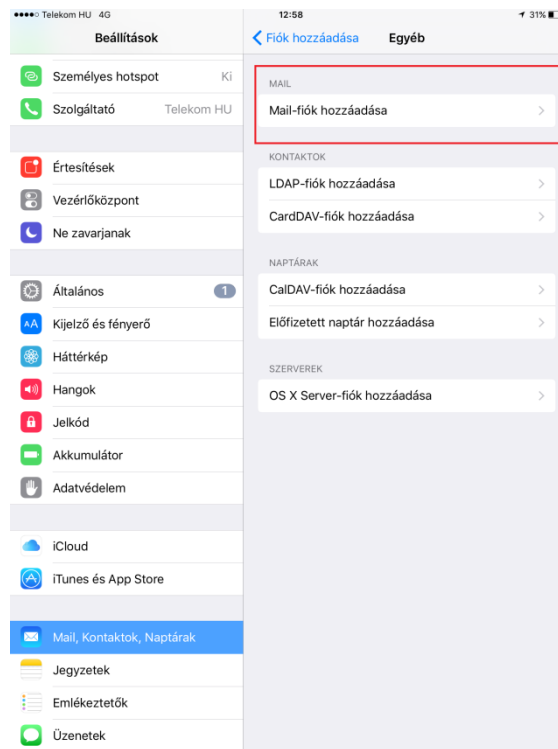 Telekom HU 4G
12:58
31%
Beállítások
Személyes hotspot Ki
Szolgáltató Telekom HU
Értesítések
Vezérlőközpont
Ne zavarjanak
Általános 1
AA Kijelző és fényerő
Háttérkép
Hangok
Jelkód
Akkumulátor
Adatvédelem
iCloud
iTunes és App Store
Mail, Kontaktok, Naptárak
Jegyzetek
Emlékeztetők
Üzenetek
Fiók hozzáadása Egyéb
MAIL
Mail-fiók hozzáadása
KONTAKTOK
LDAP-fiók hozzáadása
CardDAV-fiók hozzáadása
NAPTÁRAK
CalDAV-fiók hozzáadása
Előfizetett naptár hozzáadása
SZERVEREK
OS X Server-fiók hozzáadása